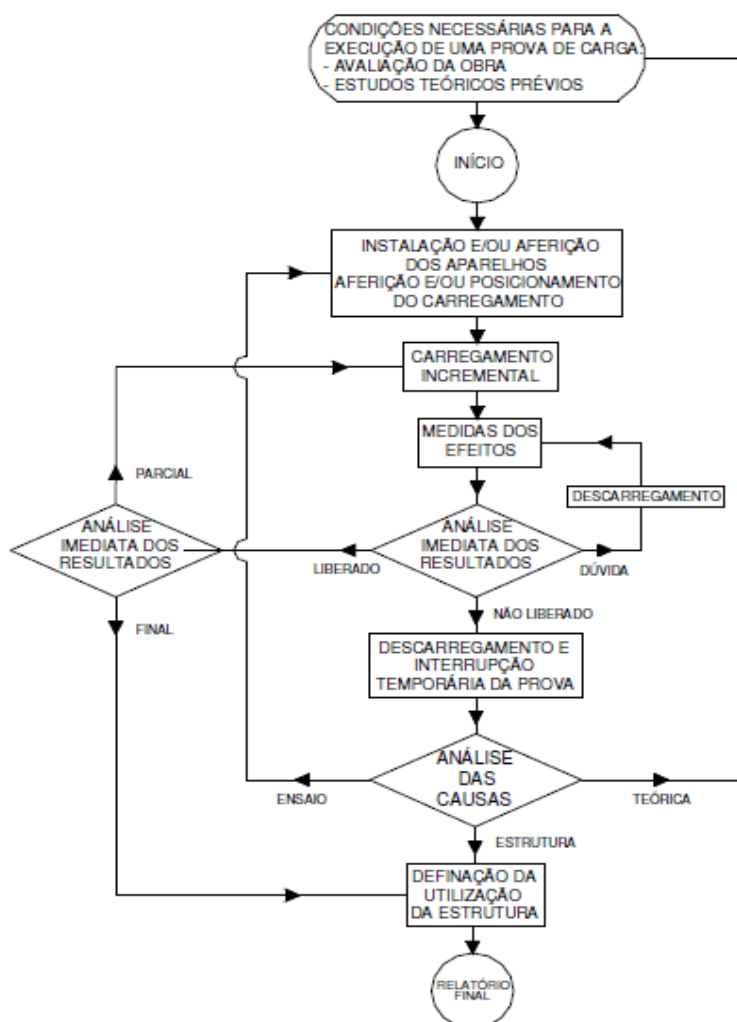 CONDIÇÕES NECESSÁRIAS PARA A
EXECUÇÃO DE UMA PROVA DE CARGA:
- AVALIAÇÃO DA OBRA
- ESTUDOS TEÓRICOS PRÉVIOS
INÍCIO
INSTALAÇÃO E/OU AFERIÇÃO
DOS APARELHOS
AFERIÇÃO E/OU POSICIONAMENTO
DO CARREGAMENTO
CARREGAMENTO
INCREMENTAL
MEDIDAS DOS
EFEITOS
DESCARREGAMENTO
PARCIAL
ANÁLISE
IMEDIATA DOS
RESULTADOS
FINAL
LIBERADO
ANÁLISE
IMEDIATA DOS
RESULTADOS
DÚVIDA
NÃO LIBERADO
DESCARREGAMENTO E
INTERRUPÇÃO
TEMPORÁRIA DA PROVA
ENSAIO
ANÁLISE
DAS
CAUSAS
TEÓRICA
ESTRUTURA
DEFINAÇÃO DA
UTILIZAÇÃO
DA ESTRUTURA
RELATÓRIO
FINAL